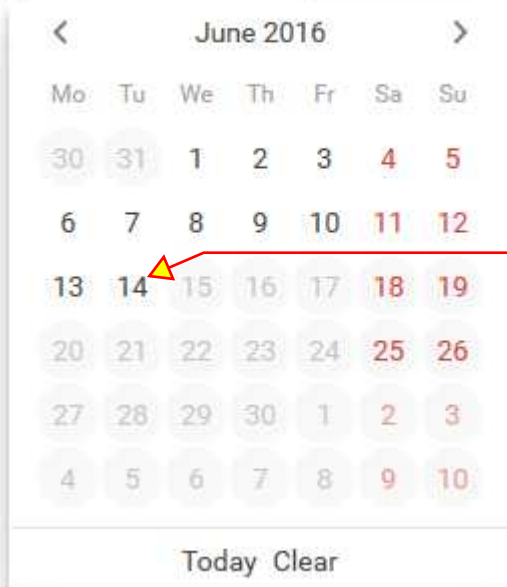 < June 2016 >
Mo Tu We Th Fr Sa Su
30 31 1 2 3 4 5
6 7 8 9 10 11 12
13 14 15 16 17 18 19
20 21 22 23 24 25 26
27 28 29 30 1 2 3
4 5 6 7 8 9 10
Today Clear